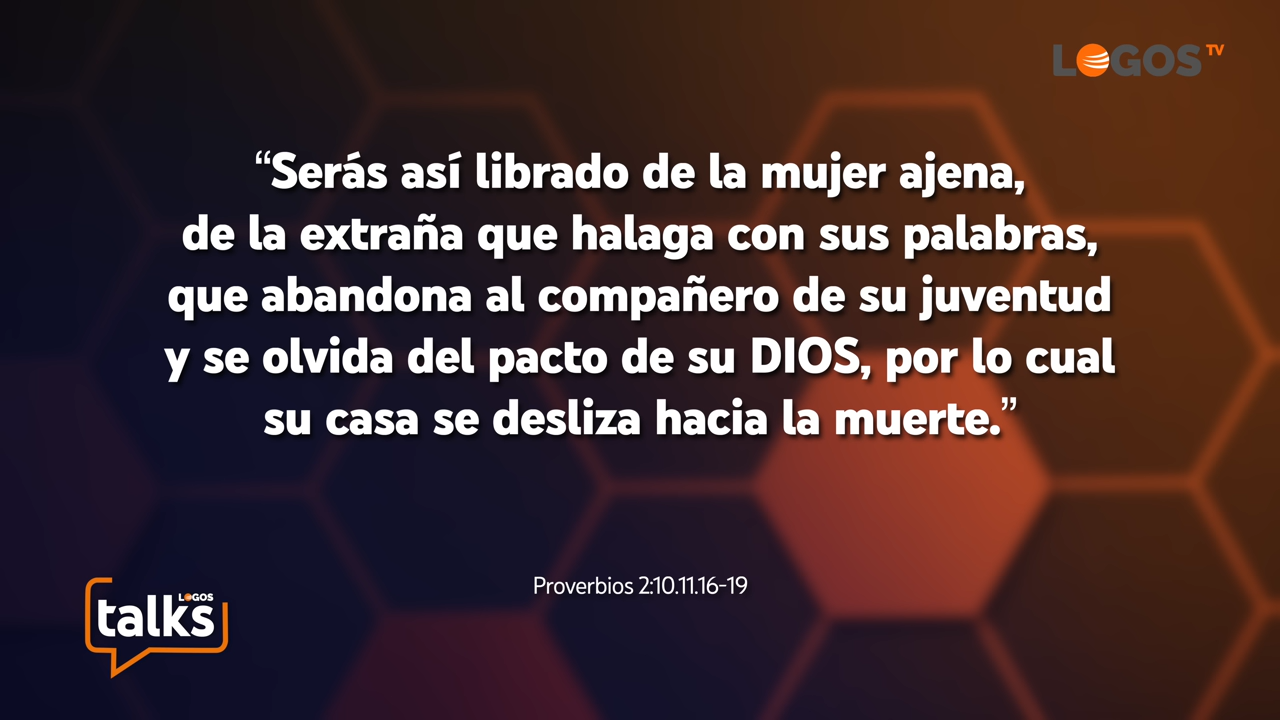 LOGOS TV
“Serás así librado de la mujer ajena,
de la extraña que halaga con sus palabras,
que abandona al compañero de su juventud
y se olvida del pacto de su DIOS, por lo cual
su casa se desliza hacia la muerte.”
Proverbios 2:10.11.16-19
LOGOS
talks